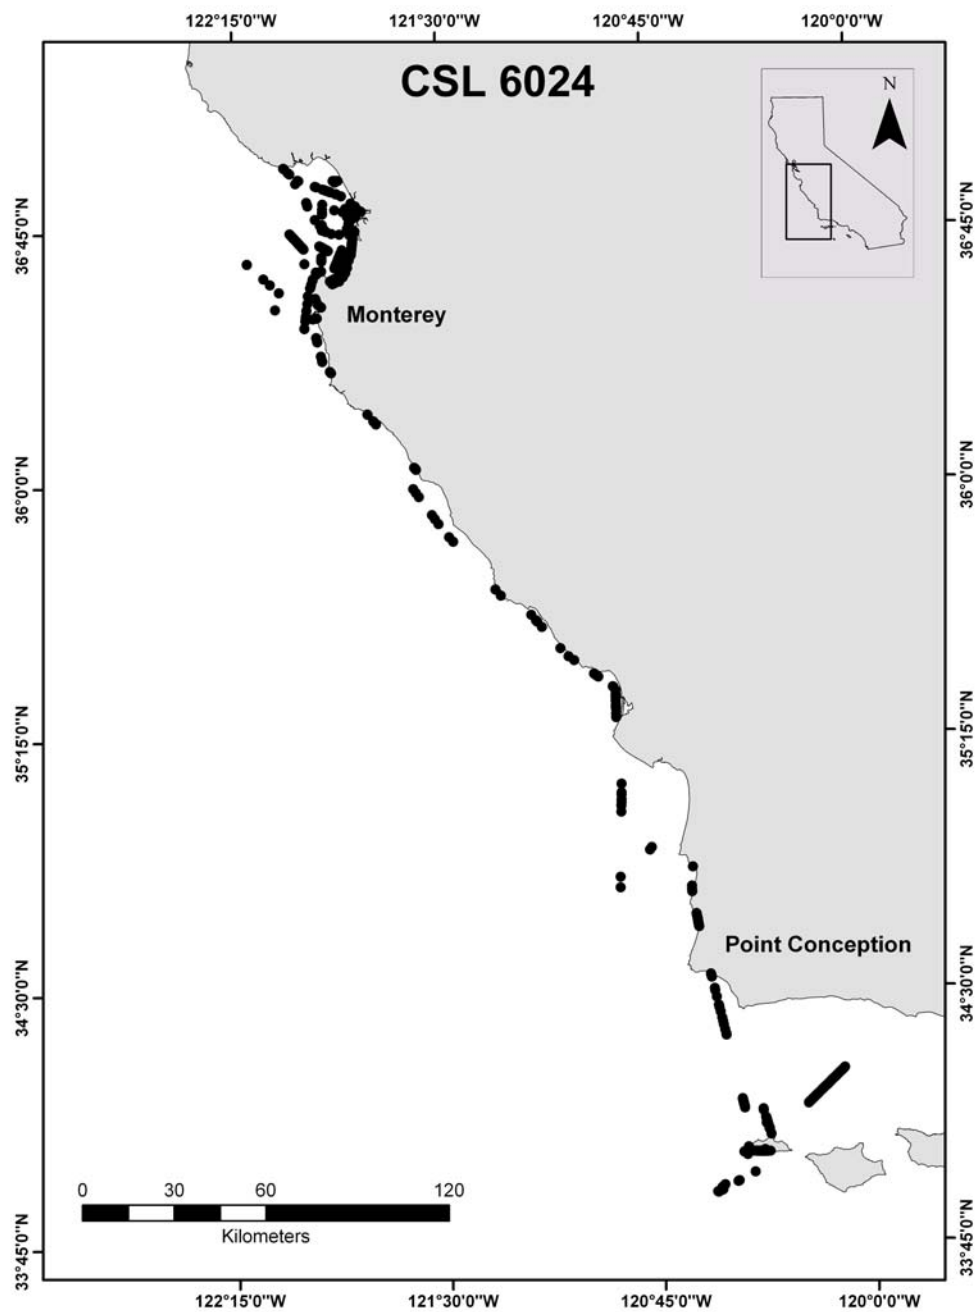 122°15'0"W 121°30'0"W 120°45'0"W 120°0'0"W
CSL 6024
N
36°45'0"N 36°45'0"N
Monterey
36°0'0"N 36°0'0"N
35°15'0"N 35°15'0"N
Point Conception
34°30'0"N 34°30'0"N
0 30 60 120
Kilometers
33°45'0"N 33°45'0"N
122°15'0"W 121°30'0"W 120°45'0"W 120°0'0"W